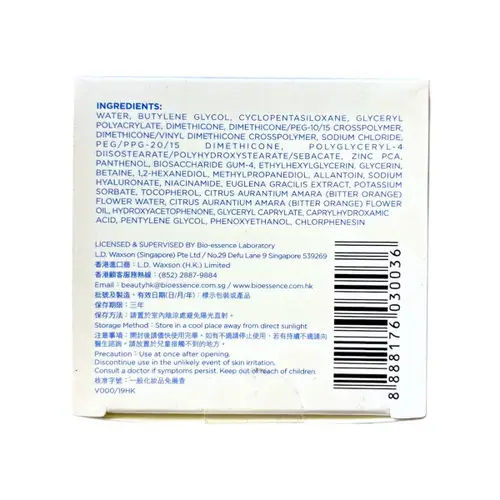 INGREDIENTS:
WATER, BUTYLENE GLYCOL, CYCLOPENTASILOXANE, GLYCERYL
POLYACRYLATE, DIMETHICONE, DIMETHICONE/PEG-10/15 CROSSPOLYMER,
DIMETHICONE/VINYL DIMETHICONE CROSSPOLYMER, SODIUM CHLORIDE,
PEG/PPG-20/15 DIMETHICONE, POLYGLYCERYL-4
DIISOSTEARATE/POLYHYDROXYSTEARATE/SEBACATE, ZINC PCA,
PANTHENOL, BIOSACCHARIDE GUM-4, ETHYLHEXYLGLYCERIN, GLYCERIN,
BETAINE, 1,2-HEXANEDIOL, METHYLPROPANEDIOL, ALLANTOIN, SODIUM
HYALURONATE, NIACINAMIDE, EUGLENA GRACILIS EXTRACT, POTASSIUM
SORBATE, TOCOPHEROL, CITRUS AURANTIUM AMARA (BITTER ORANGE)
FLOWER WATER, CITRUS AURANTIUM AMARA (BITTER ORANGE) FLOWER
OIL, HYDROXYACETOPHENONE, GLYCERYL CAPRYLATE, CAPRYLHYDROXAMIC
ACID, PENTYLENE GLYCOL, PHENOXYETHANOL, CHLORPHENESIN
LICENSED & SUPERVISED BY Bio-essence Laboratory
L.D. Waxson (Singapore) Pte Ltd / No.29 Defu Lane 9 Singapore 539269
香港進口商： L.D. Waxson (H.K.) Limited
香港顧客服務熱線： (852) 2887-9884
Email : beautyhk@bioessence.com.sg / bioessence.com.sg
批號及製造。有效日期(日/月/年)：標示包裝或產品
保存期限：三年
保存方法：請置於室內陰涼處避免陽光直射。
Storage Method : Store in a cool place away from direct sunlight
注意事項：開封後請儘快使用完畢。如有不適請停止使用，若有持續不適請向
醫生諮詢。請放置於兒童接觸不到的地方。
Precaution : Use at once after opening.
Discontinue use in the unlikely event of skin irritation.
Consult a doctor if symptoms persist. Keep out of reach of children.
核准字號：一般化妝品免備查
V000/19HK
8 888176 030036